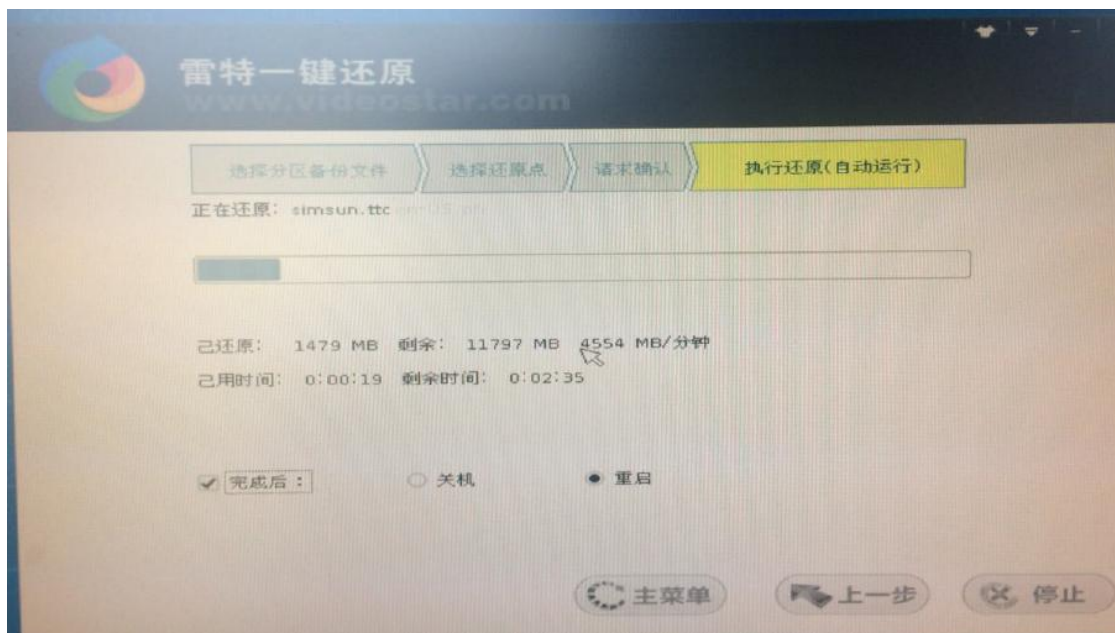 雷特一键还原
www.videostar.com
选择分区备份文件 选择还原点 请求确认 执行还原(自动运行)
正在还原: simsun.ttc
已还原: 1479 MB 剩余: 11797 MB 4554 MB/分钟
已用时间: 0:00:19 剩余时间: 0:02:35
完成后: 关机 重启
主菜单 上一步 停止